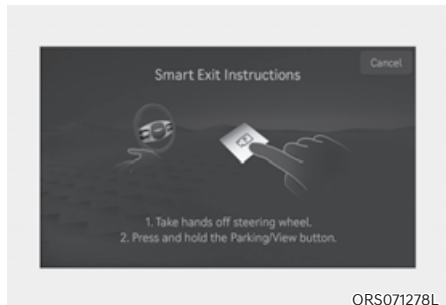 Cancel
Smart Exit Instructions
1. Take hands off steering wheel.
2. Press and hold the Parking/View button.
ORS071278L